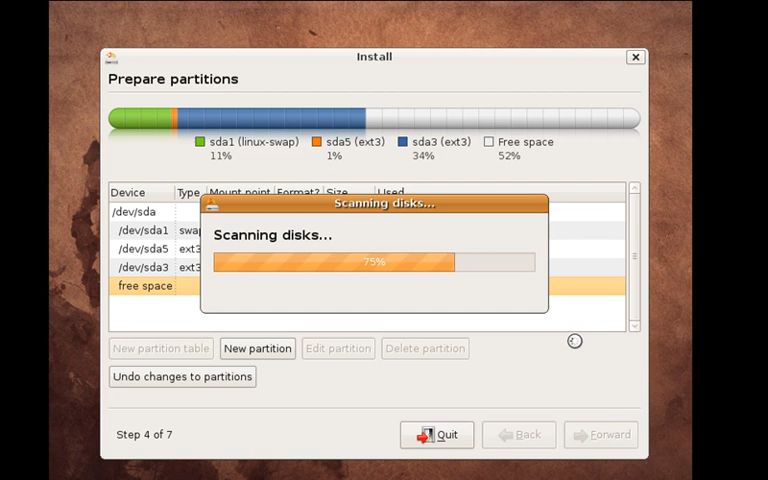 Install
Prepare partitions
sda1 (linux-swap) sda5 (ext3) sda3 (ext3) Free space
11% 1% 34% 52%
Device Type Mount point Format? Size Used
Scanning disks...
/dev/sda
Scanning disks...
/dev/sda1 swap
/dev/sda5 ext3
75%
/dev/sda3 ext3
free space
New partition table New partition Edit partition Delete partition
Undo changes to partitions
Step 4 of 7 Quit Back Forward